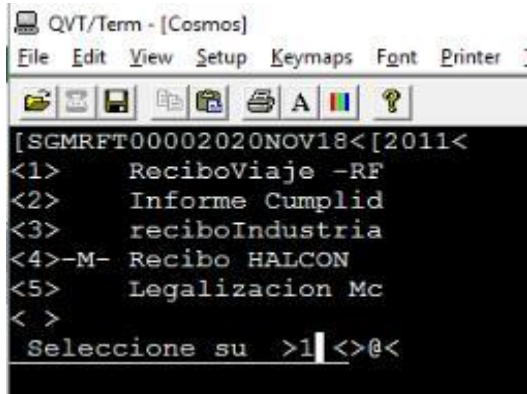 QVT/Term - [Cosmos]
File Edit View Setup Keymaps Font Printer
A ?
[SGMRFT00002020NOV18<[2011<
<1> ReciboViaje -RF
<2> Informe Cumplid
<3> reciboIndustria
<4>-M- Recibo HALCON
<5> Legalizacion Mc
< >
Seleccione su >1 <>@<